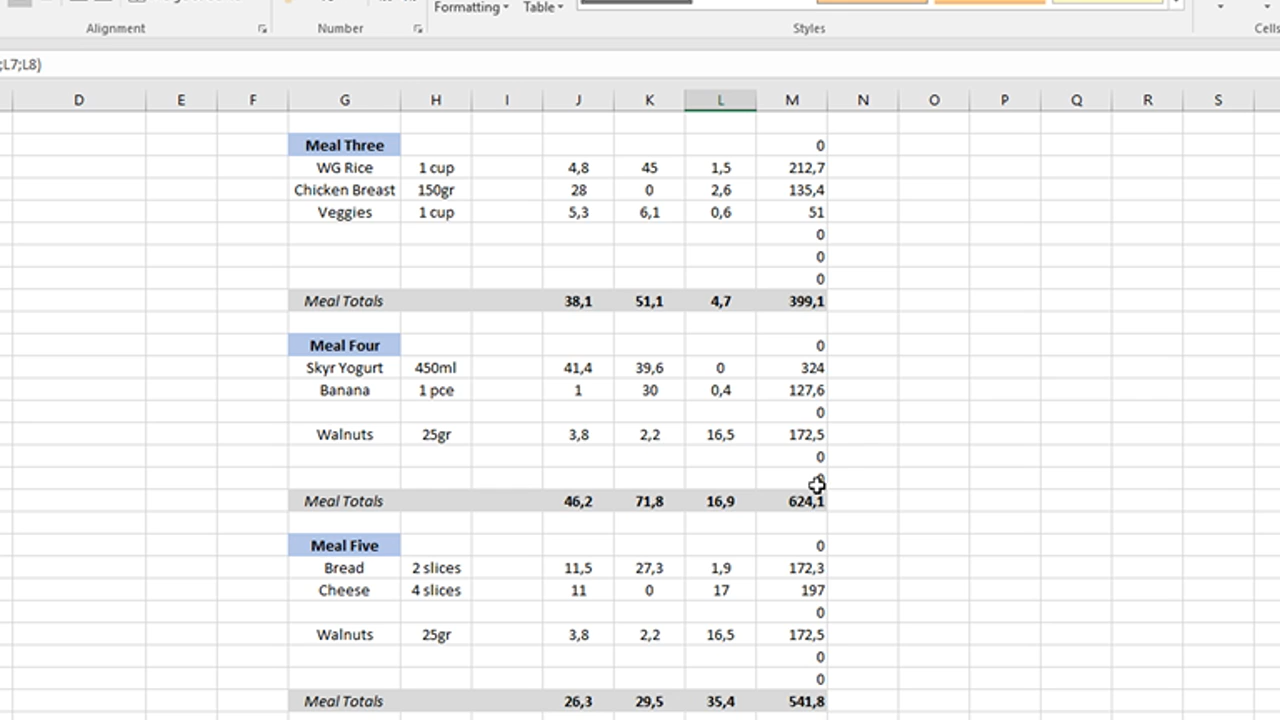 Formatting Table
Alignment Number Styles Cells
;L7;L8)
D E F G H I J K L M N O P Q R S
Meal Three 0
WG Rice 1 cup 4,8 45 1,5 212,7
Chicken Breast 150gr 28 0 2,6 135,4
Veggies 1 cup 5,3 6,1 0,6 51
0
0
0
Meal Totals 38,1 51,1 4,7 399,1
Meal Four 0
Skyr Yogurt 450ml 41,4 39,6 0 324
Banana 1 pce 1 30 0,4 127,6
0
Walnuts 25gr 3,8 2,2 16,5 172,5
0
Meal Totals 46,2 71,8 16,9 624,1
Meal Five 0
Bread 2 slices 11,5 27,3 1,9 172,3
Cheese 4 slices 11 0 17 197
0
Walnuts 25gr 3,8 2,2 16,5 172,5
0
0
Meal Totals 26,3 29,5 35,4 541,8